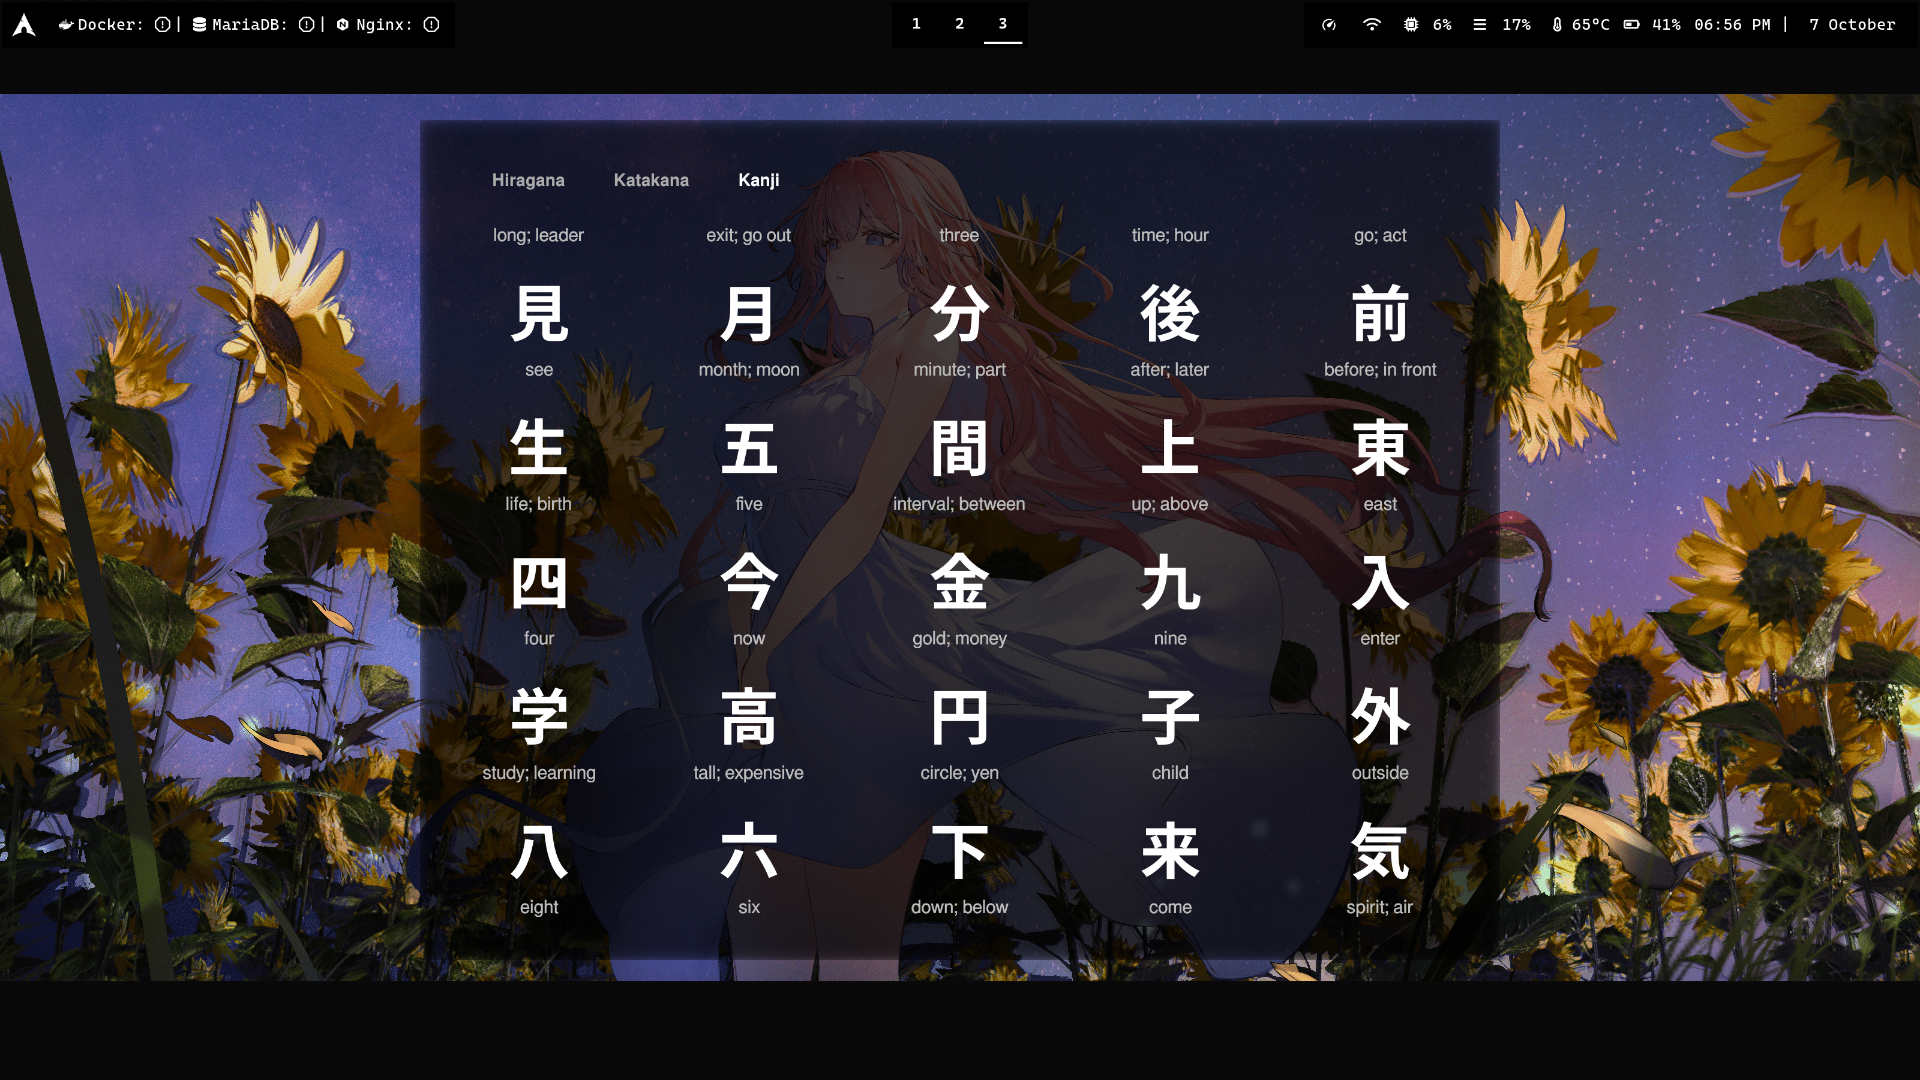 Docker: | MariaDB: | Nginx: 1 2 3 6% 17% 65°C 41% 06:56 PM | 7 October
Hiragana Katakana Kanji
long; leader exit; go out three time; hour go; act
見 月 分 後 前
see month; moon minute; part after; later before; in front
生 五 間 上 東
life; birth five interval; between up; above east
四 今 金 九 入
four now gold; money nine enter
学 高 円 子 外
study; learning tall; expensive circle; yen child outside
八 六 下 来 気
eight six down; below come spirit; air